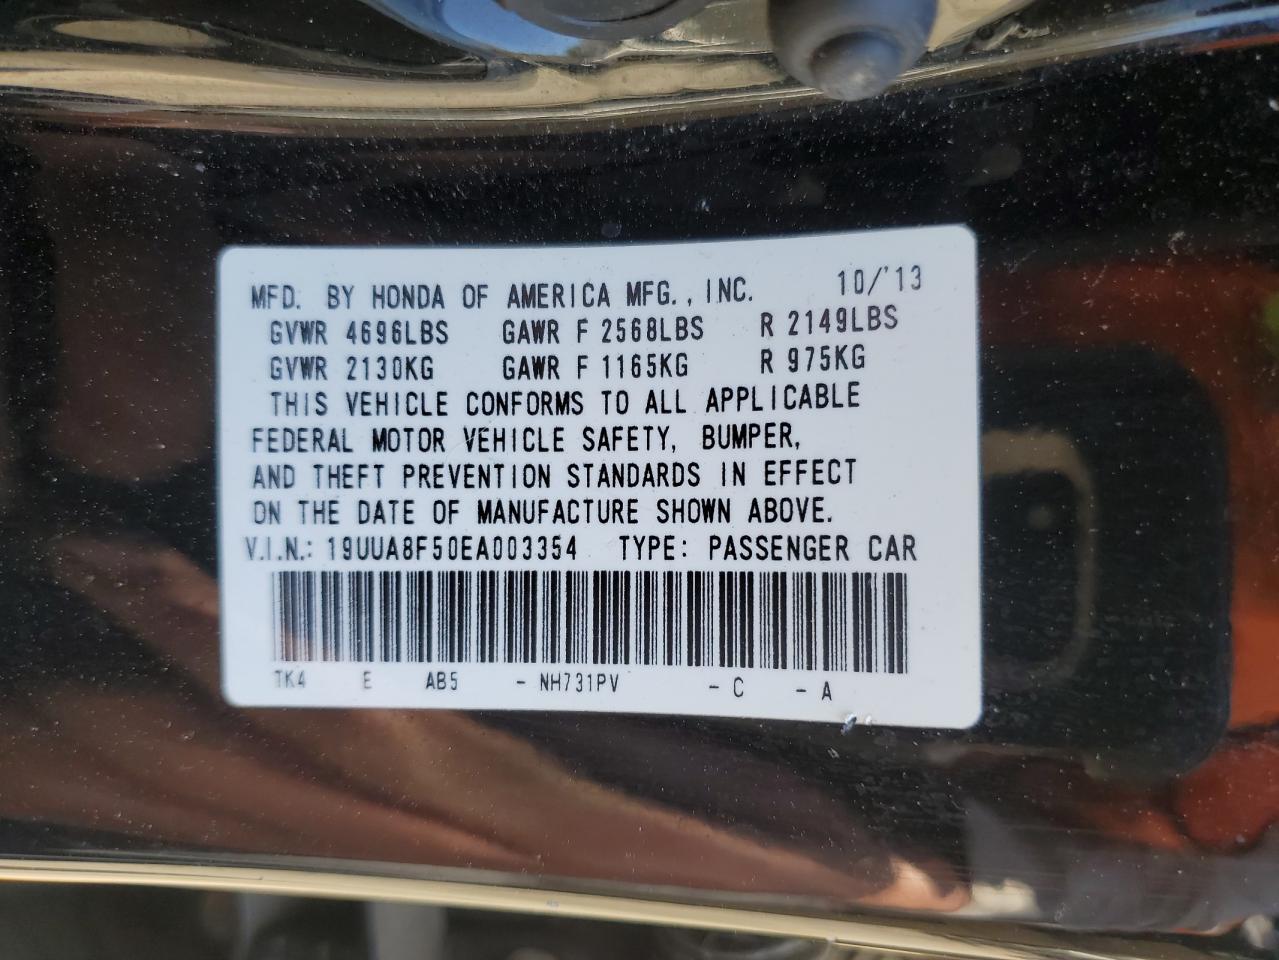 MFD. BY HONDA OF AMERICA MFG., INC. 10/'13
GVWR 4696LBS GAWR F 2568LBS R 2149LBS
GVWR 2130KG GAWR F 1165KG R 975KG
THIS VEHICLE CONFORMS TO ALL APPLICABLE
FEDERAL MOTOR VEHICLE SAFETY, BUMPER,
AND THEFT PREVENTION STANDARDS IN EFFECT
ON THE DATE OF MANUFACTURE SHOWN ABOVE.
V.I.N.: 19UUA8F50EA003354 TYPE: PASSENGER CAR
TK4 E AB5 - NH731PV - C - A